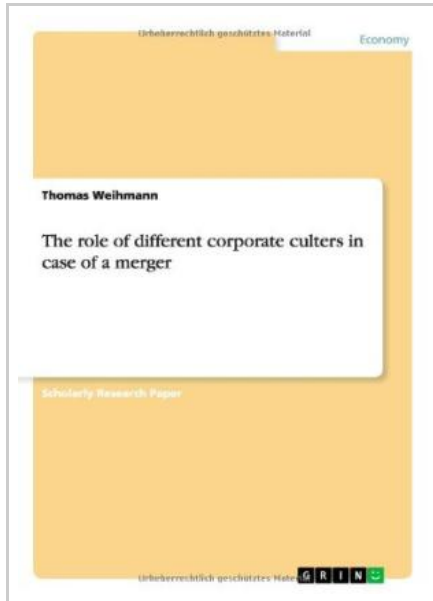 Urheberrechtlich geschütztes Material
Economy
Thomas Weihmann
The role of different corporate culters in
case of a merger
Scholarly Research Paper
Urheberrechtlich geschütztes Mate
GRIN